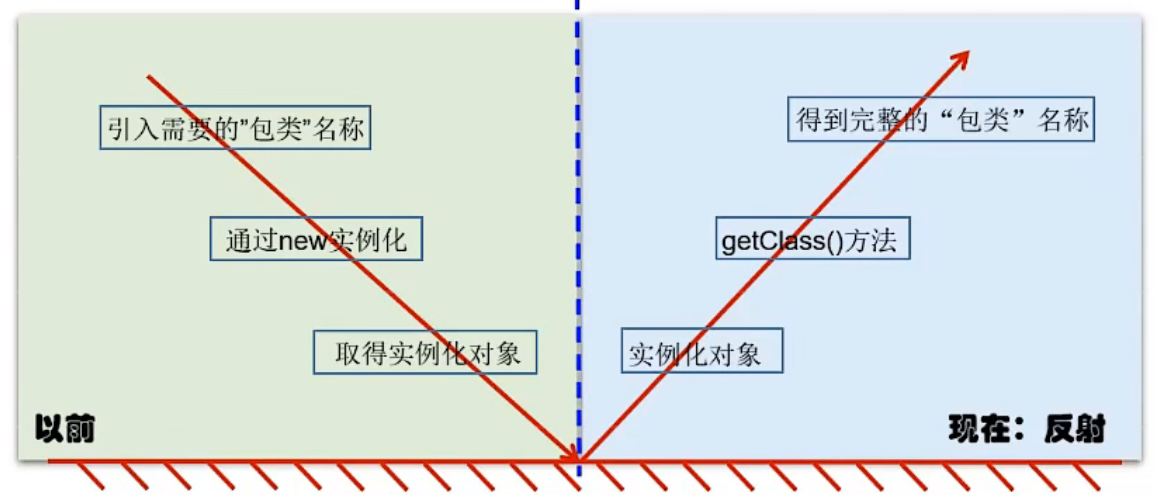 引入需要的”包类”名称
通过new实例化
取得实例化对象
以前
得到完整的“包类”名称
getClass()方法
实例化对象
现在：反射